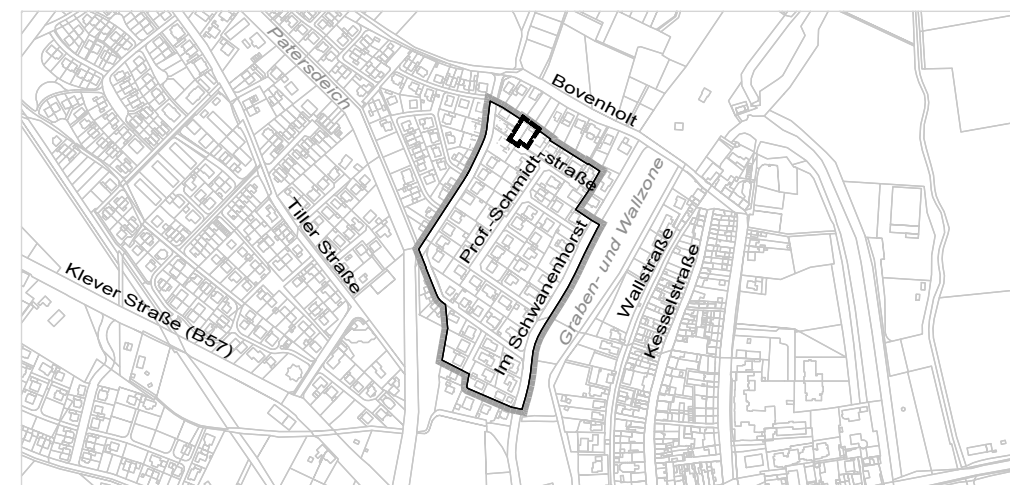 Patersdeich
Bovenholt
Prof.-Schmidt-straße
Tiller Straße
Klever Straße (B57)
Im Schwanenhorst
Graben- und Wallzone
Wallstraße
Kesselstraße